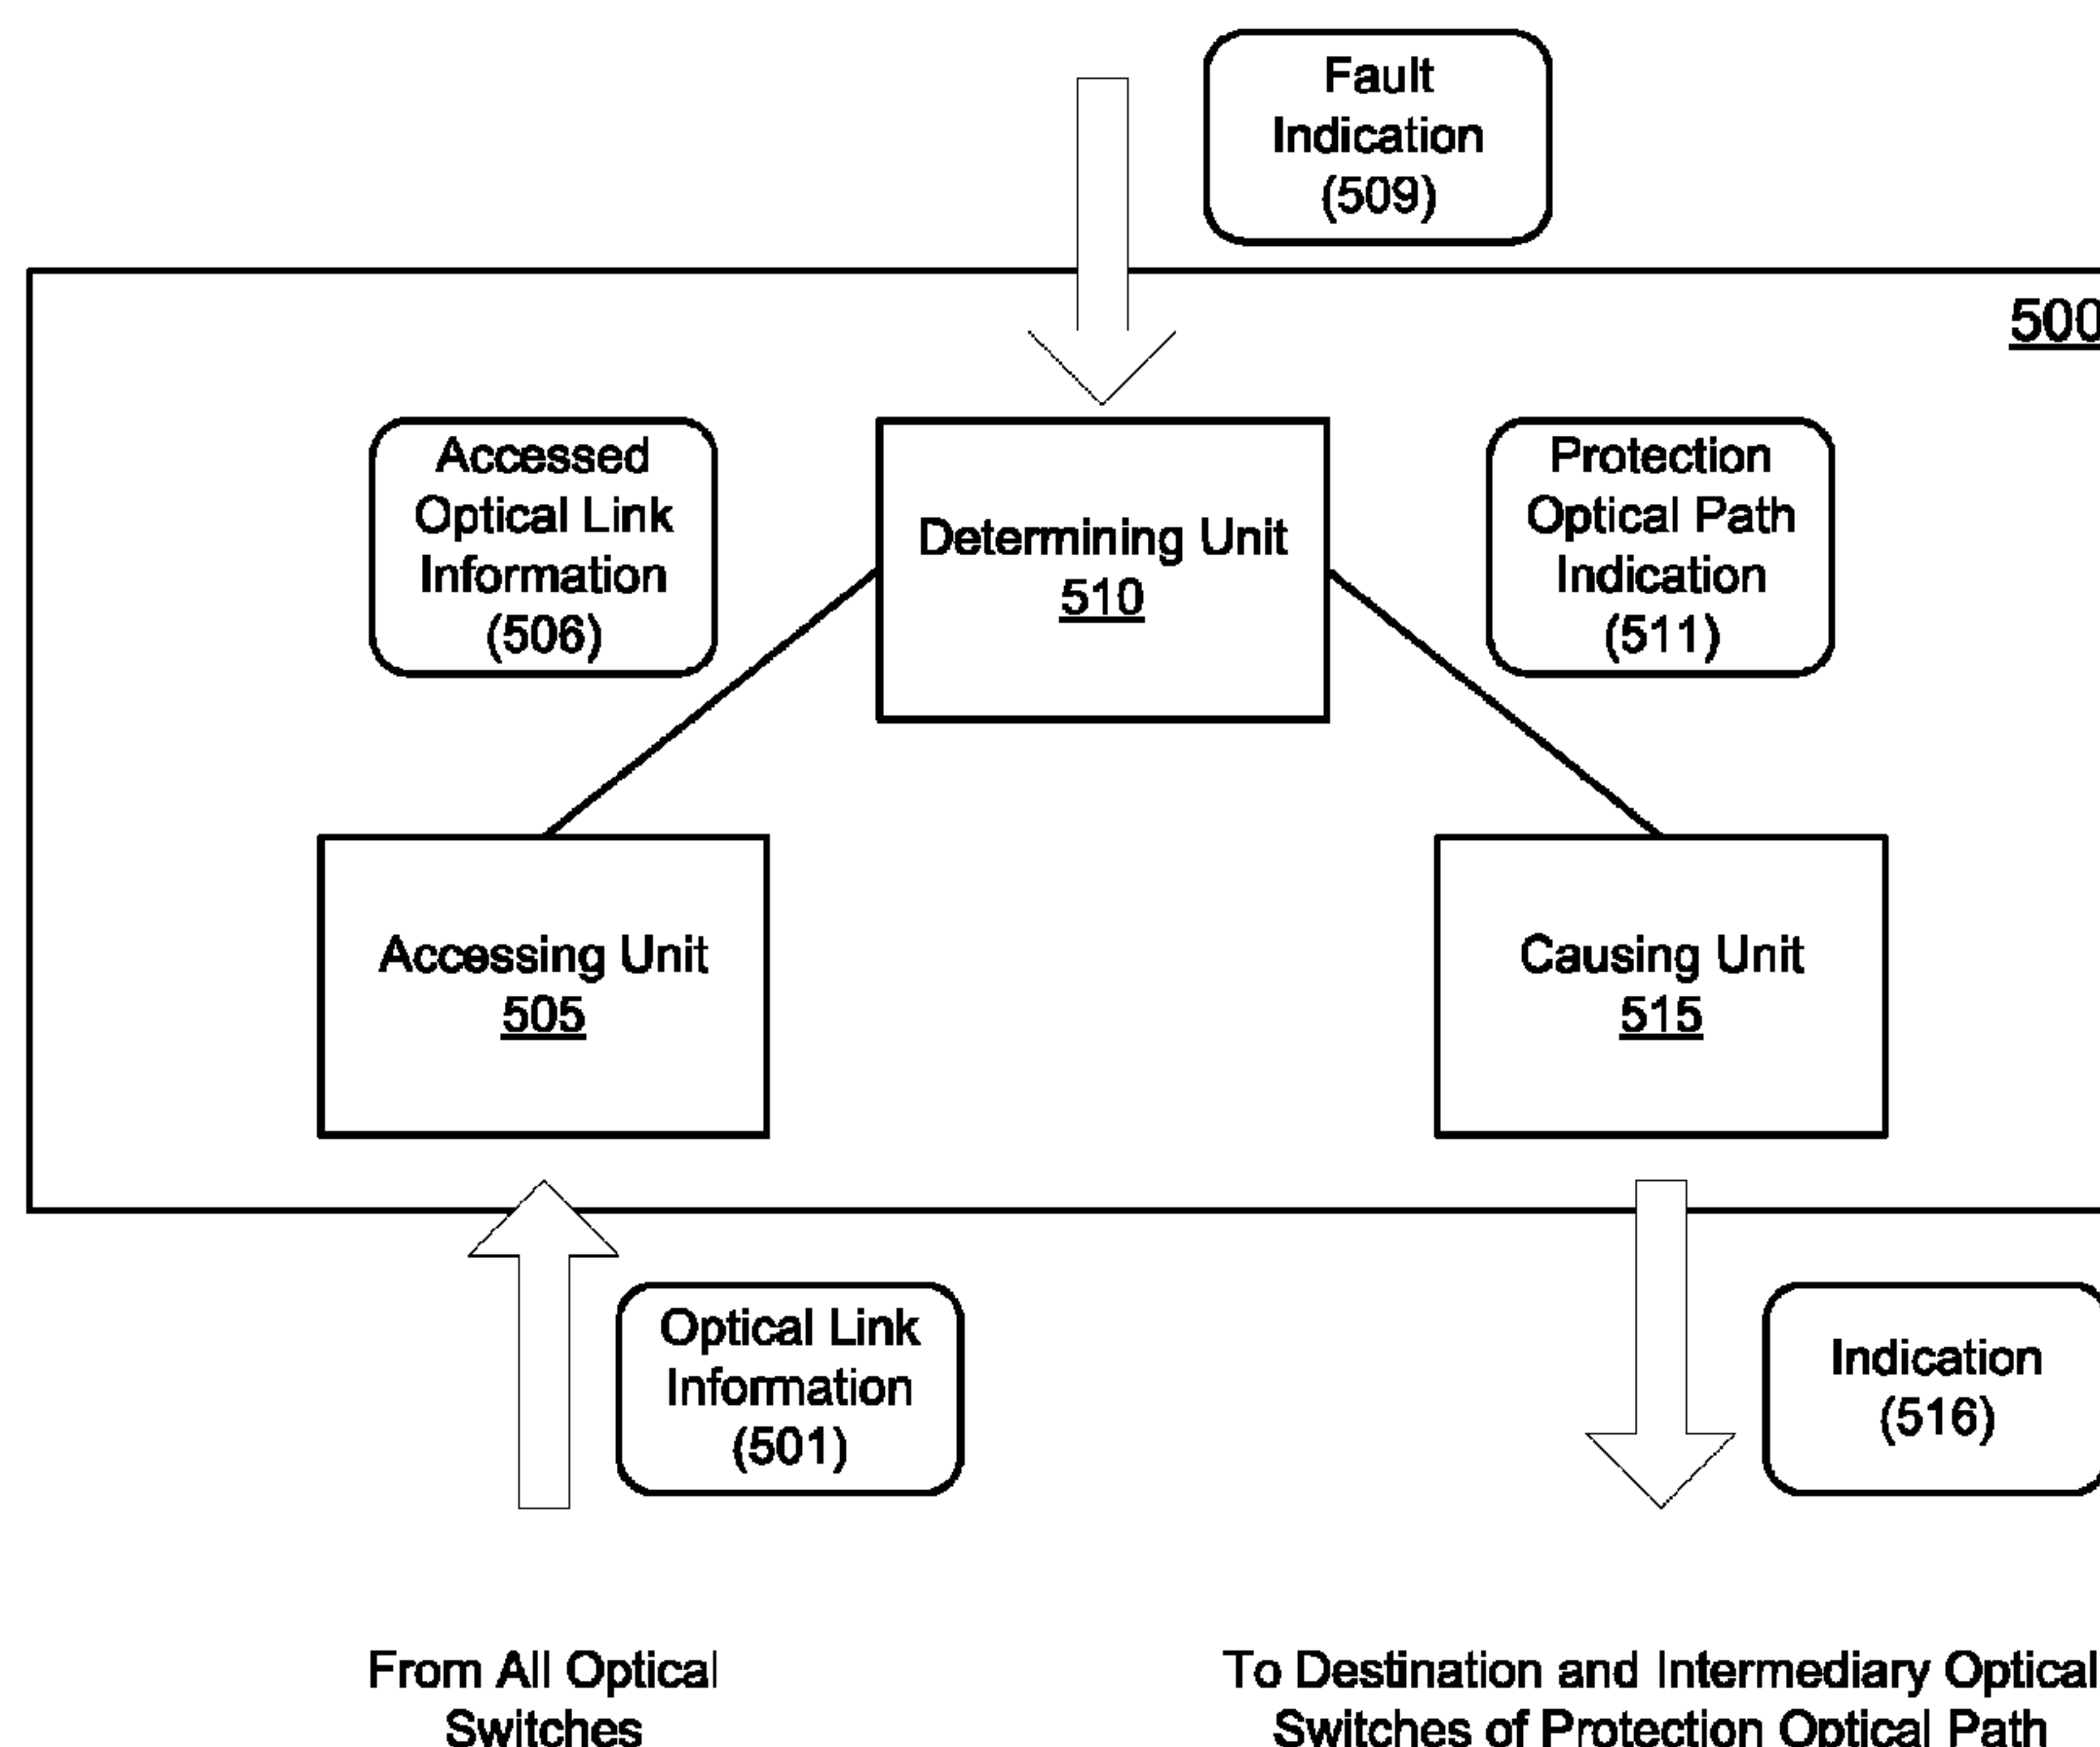 Fault
Indication
(509)
500
Accessed
Optical Link
Information
(506)
Determining Unit
510
Protection
Optical Path
Indication
(511)
Accessing Unit
505
Causing Unit
515
Optical Link
Information
(501)
Indication
(516)
From All Optical
Switches
To Destination and Intermediary Optical
Switches of Protection Optical Path